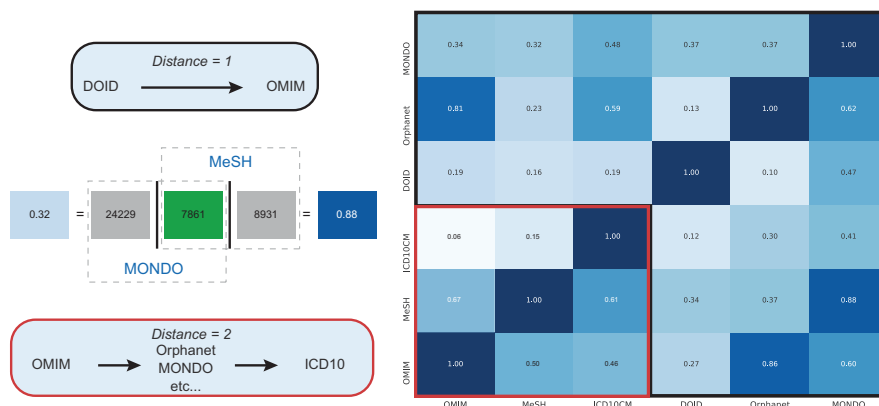 Distance = 1
DOID
OMIM
MeSH
0.32
=
24229
7861
8931
=
0.88
MONDO
Distance = 2
OMIM
Orphanet
MONDO
etc...
ICD10
MONDO
0.34 0.32 0.48 0.37 0.37 1.00
Orphanet
0.81 0.23 0.59 0.13 1.00 0.62
DOID
0.19 0.16 0.19 1.00 0.10 0.47
ICD10CM
0.06 0.15 1.00 0.12 0.30 0.41
MeSH
0.67 1.00 0.61 0.34 0.37 0.88
OMIM
1.00 0.50 0.46 0.27 0.86 0.60
OMIM MeSH ICD10CM DOID Orphanet MONDO